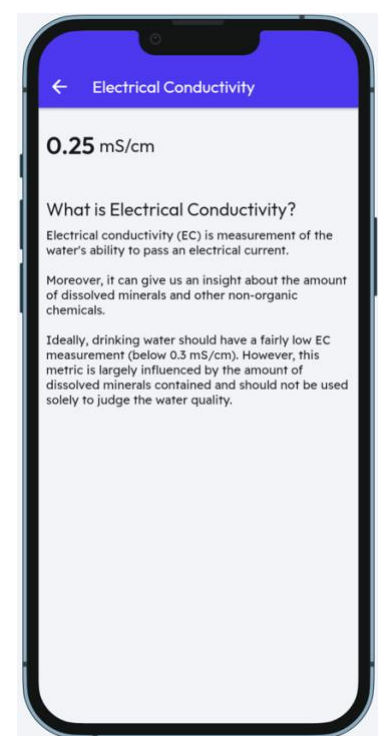 Electrical Conductivity
0.25 mS/cm
What is Electrical Conductivity?
Electrical conductivity (EC) is measurement of the
water's ability to pass an electrical current.
Moreover, it can give us an insight about the amount
of dissolved minerals and other non-organic
chemicals.
Ideally, drinking water should have a fairly low EC
measurement (below 0.3 mS/cm). However, this
metric is largely influenced by the amount of
dissolved minerals contained and should not be used
solely to judge the water quality.